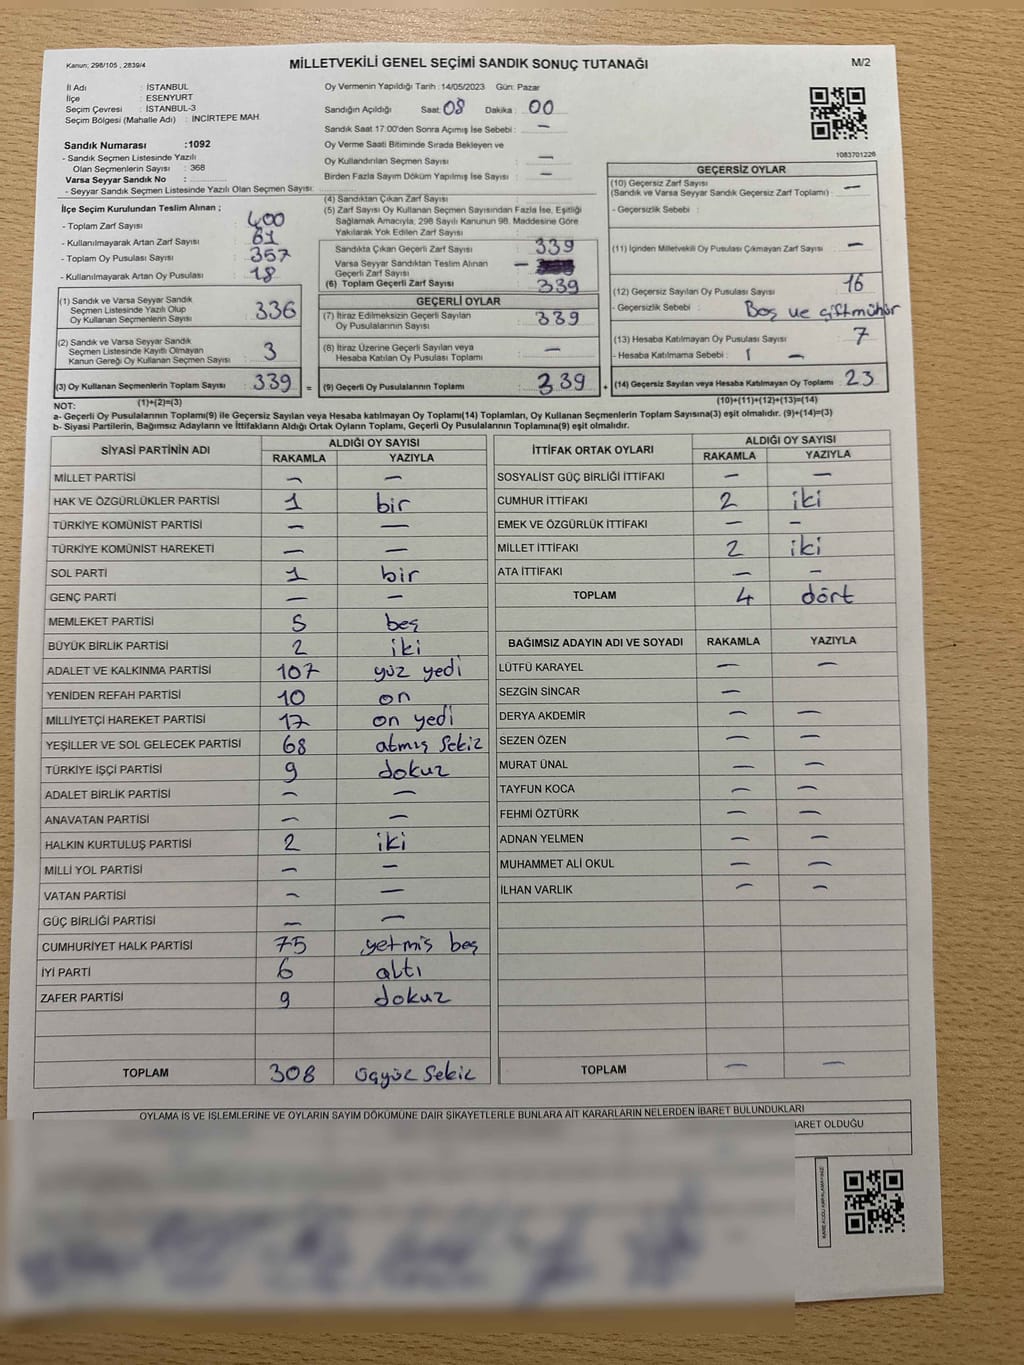 Kanun; 298/105 , 2839/4
MİLLETVEKİLİ GENEL SEÇİMİ SANDIK SONUÇ TUTANAĞI
M/2
İl Adı : İSTANBUL
İlçe : ESENYURT
Seçim Çevresi : İSTANBUL-3
Seçim Bölgesi (Mahalle Adı) : İNCİRTEPE MAH.
Sandık Numarası :1092
- Sandık Seçmen Listesinde Yazılı
Olan Seçmenlerin Sayısı : 368
Varsa Seyyar Sandık No :
- Seyyar Sandık Seçmen Listesinde Yazılı Olan Seçmen Sayısı:
Oy Vermenin Yapıldığı Tarih :14/05/2023 Gün: Pazar
Sandığın Açıldığı Saat: 08 Dakika : 00
Sandık Saat 17:00'den Sonra Açımış İse Sebebi : —
Oy Verme Saati Bitiminde Sırada Bekleyen ve
Oy Kullandırılan Seçmen Sayısı —
Birden Fazla Sayım Döküm Yapılmış İse Sayısı : —
1083701226
İlçe Seçim Kurulundan Teslim Alınan ;
- Toplam Zarf Sayısı : 400
- Kullanılmayarak Artan Zarf Sayısı : 61
- Toplam Oy Pusulası Sayısı : 357
- Kullanılmayarak Artan Oy Pusulası : 18
(1) Sandık ve Varsa Seyyar Sandık
Seçmen Listesinde Yazılı Olup
Oy Kullanan Seçmenlerin Sayısı : 336
(2) Sandık ve Varsa Seyyar Sandık
Seçmen Listesinde Kayıtlı Olmayan
Kanun Gereği Oy Kullanan Seçmen Sayısı : 3
(3) Oy Kullanan Seçmenlerin Toplam Sayısı : 339 =
(1)+(2)=(3)
(4) Sandıktan Çıkan Zarf Sayısı :
(5) Zarf Sayısı Oy Kullanan Seçmen Sayısından Fazla İse, Eşitliği
Sağlamak Amacıyla, 298 Sayılı Kanunun 98. Maddesine Göre
Yakılarak Yok Edilen Zarf Sayısı :
Sandıkta Çıkan Geçerli Zarf Sayısı : 339
Varsa Seyyar Sandıktan Teslim Alınan
Geçerli Zarf Sayısı : —
(6) Toplam Geçerli Zarf Sayısı : 339
GEÇERLİ OYLAR
(7) İtiraz Edilmeksizin Geçerli Sayılan
Oy Pusulalarının Sayısı : 339
(8) İtiraz Üzerine Geçerli Sayılan veya
Hesaba Katılan Oy Pusulası Toplamı : —
(9) Geçerli Oy Pusulalarının Toplamı : 339 +
GEÇERSİZ OYLAR
(10) Geçersiz Zarf Sayısı
(Sandık ve Varsa Seyyar Sandık Geçersiz Zarf Toplamı) : —
- Geçersizlik Sebebi :
(11) İçinden Milletvekili Oy Pusulası Çıkmayan Zarf Sayısı : —
(12) Geçersiz Sayılan Oy Pusulası Sayısı : 16
- Geçersizlik Sebebi : Boş ve çiftmühür
(13) Hesaba Katılmayan Oy Pusulası Sayısı : 7
- Hesaba Katılmama Sebebi : —
(14) Geçersiz Sayılan veya Hesaba Katılmayan Oy Toplamı : 23
(10)+(11)+(12)+(13)=(14)
NOT:
a- Geçerli Oy Pusulalarının Toplamı(9) ile Geçersiz Sayılan veya Hesaba katılmayan Oy Toplamı(14) Toplamları, Oy Kullanan Seçmenlerin Toplam Sayısına(3) eşit olmalıdır. (9)+(14)=(3)
b- Siyasi Partilerin, Bağımsız Adayların ve İttifakların Aldığı Ortak Oyların Toplamı, Geçerli Oy Pusulalarının Toplamına(9) eşit olmalıdır.
SİYASİ PARTİNİN ADI ALDIĞI OY SAYISI
RAKAMLA YAZIYLA
MİLLET PARTİSİ — —
HAK VE ÖZGÜRLÜKLER PARTİSİ 1 bir
TÜRKİYE KOMÜNİST PARTİSİ — —
TÜRKİYE KOMÜNİST HAREKETİ — —
SOL PARTİ 1 bir
GENÇ PARTİ — —
MEMLEKET PARTİSİ 5 beş
BÜYÜK BİRLİK PARTİSİ 2 iki
ADALET VE KALKINMA PARTİSİ 107 yüz yedi
YENİDEN REFAH PARTİSİ 10 on
MİLLİYETÇİ HAREKET PARTİSİ 17 on yedi
YEŞİLLER VE SOL GELECEK PARTİSİ 68 atmış sekiz
TÜRKİYE İŞÇİ PARTİSİ 9 dokuz
ADALET BİRLİK PARTİSİ — —
ANAVATAN PARTİSİ — —
HALKIN KURTULUŞ PARTİSİ 2 iki
MİLLİ YOL PARTİSİ — —
VATAN PARTİSİ — —
GÜÇ BİRLİĞİ PARTİSİ — —
CUMHURİYET HALK PARTİSİ 75 yetmis beş
İYİ PARTİ 6 altı
ZAFER PARTİSİ 9 dokuz
TOPLAM 308 üçyüz sekiz
İTTİFAK ORTAK OYLARI ALDIĞI OY SAYISI
RAKAMLA YAZIYLA
SOSYALİST GÜÇ BİRLİĞİ İTTİFAKI — —
CUMHUR İTTİFAKI 2 iki
EMEK VE ÖZGÜRLÜK İTTİFAKI — —
MİLLET İTTİFAKI 2 iki
ATA İTTİFAKI — —
TOPLAM 4 dört
BAĞIMSIZ ADAYIN ADI VE SOYADI RAKAMLA YAZIYLA
LÜTFÜ KARAYEL — —
SEZGİN SİNCAR —
DERYA AKDEMİR — —
SEZEN ÖZEN — —
MURAT ÜNAL — —
TAYFUN KOCA — —
FEHMİ ÖZTÜRK — —
ADNAN YELMEN — —
MUHAMMET ALİ OKUL — —
İLHAN VARLIK — —
TOPLAM — —
OYLAMA İŞ VE İŞLEMLERİNE VE OYLARIN SAYIM DÖKÜMÜNE DAİR ŞİKAYETLERLE BUNLARA AİT KARARLARIN NELERDEN İBARET BULUNDUKLARI
İBARET OLDUĞU